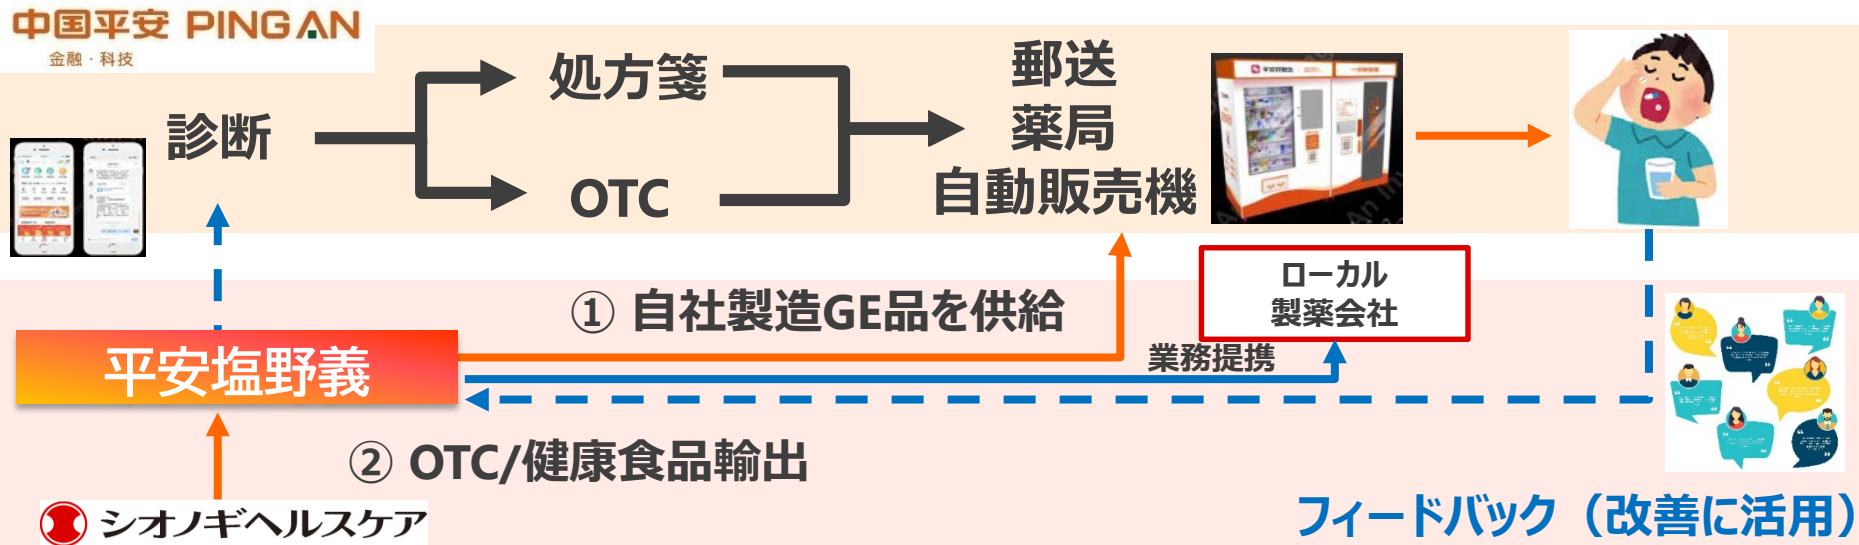 中国平安 PING AN
金融·科技
診断
処方箋
OTC
郵送
薬局
自動販売機
ローカル
製薬会社
① 自社製造GE品を供給
業務提携
平安塩野義
② OTC/健康食品輸出
シオノギヘルスケア
フィードバック（改善に活用）